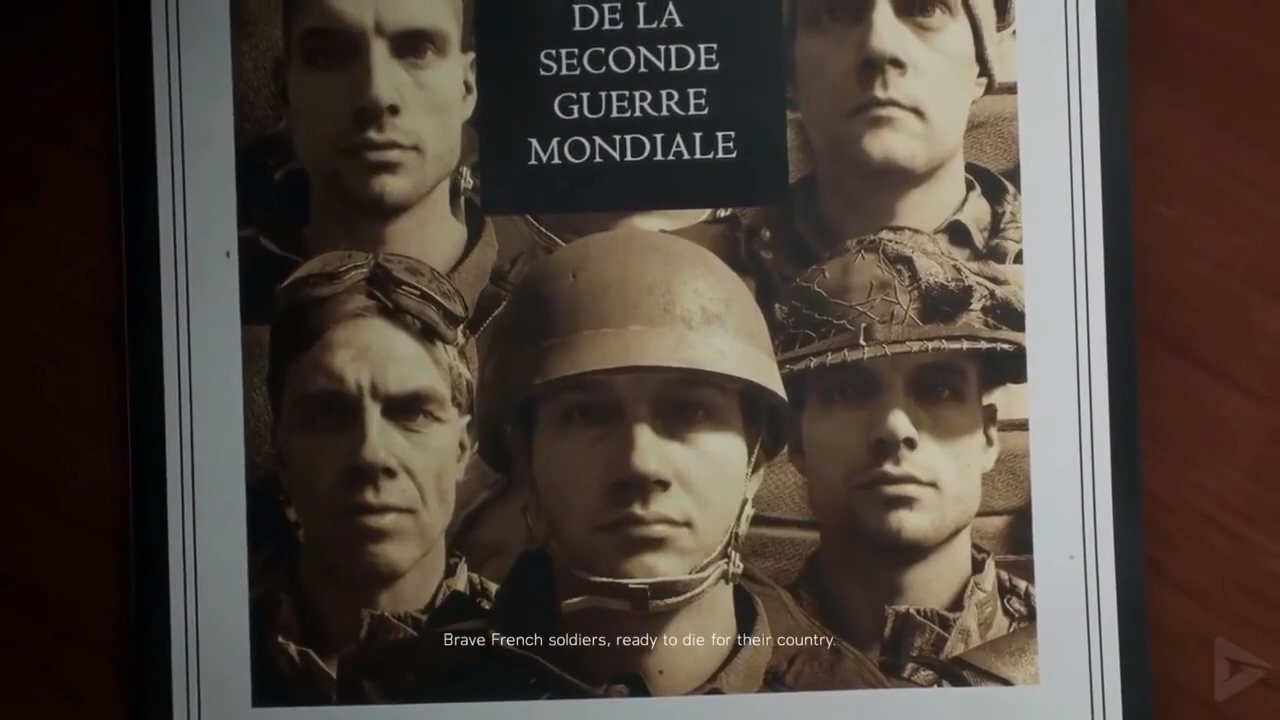 DE LA
SECONDE
GUERRE
MONDIALE
Brave French soldiers, ready to die for their country.